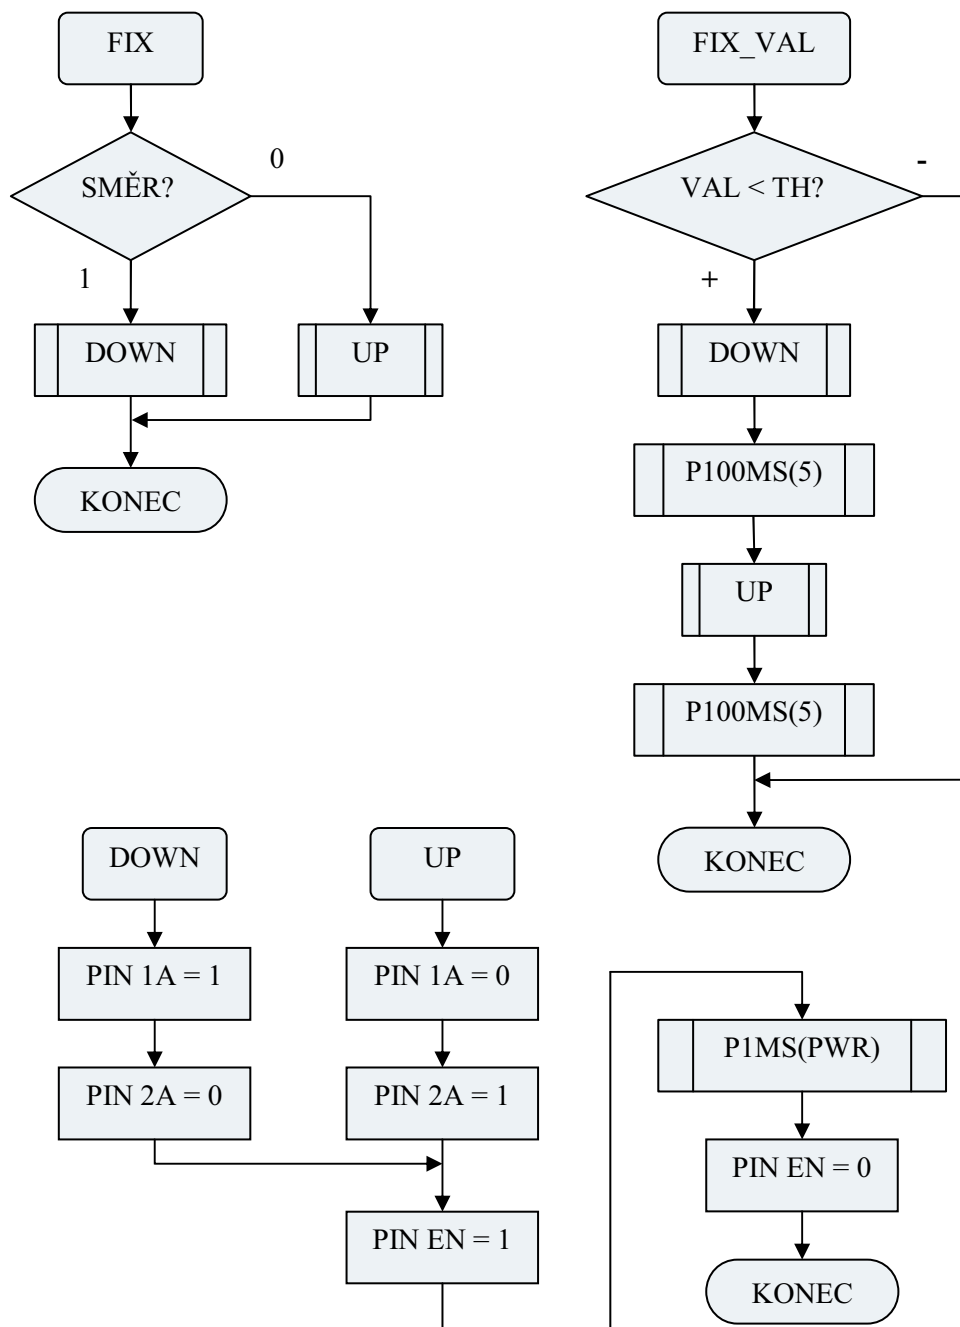 FIX
SMĚR?
0
1
DOWN
UP
KONEC
FIX_VAL
VAL < TH?
-
+
DOWN
P100MS(5)
UP
P100MS(5)
KONEC
DOWN
PIN 1A = 1
PIN 2A = 0
UP
PIN 1A = 0
PIN 2A = 1
PIN EN = 1
P1MS(PWR)
PIN EN = 0
KONEC